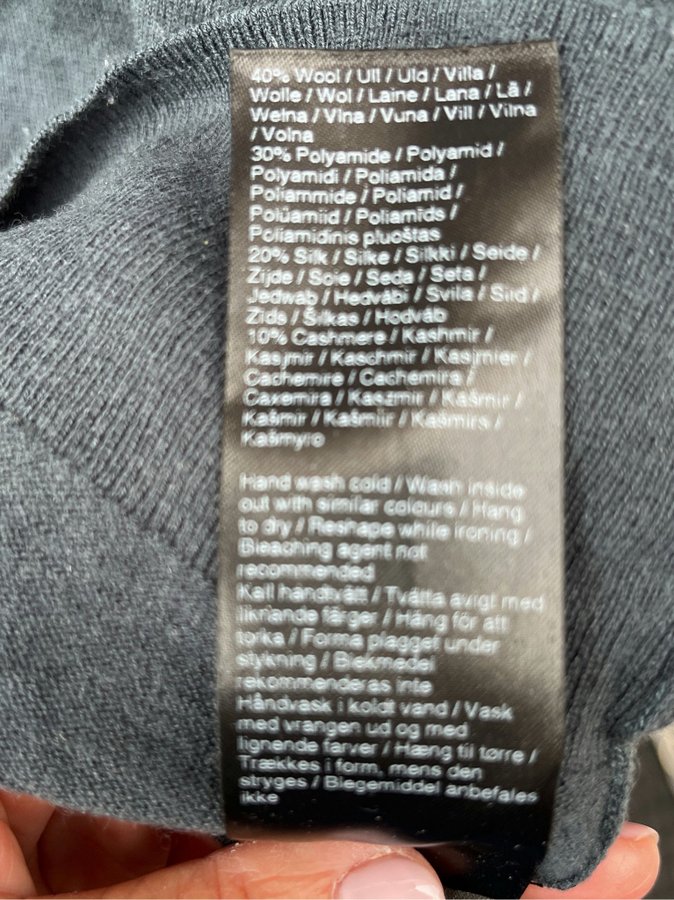 40% Wool / Ull / Uld / Villa /
Wolle / Wol / Laine / Lana / Lã /
Wełna / Vlna / Vuna / Vill / Vilna
/ Volna
30% Polyamide / Polyamid /
Polyamidi / Poliamida /
Poliammide / Poliamid /
Polüamiid / Poliamīds /
Poliamidinis pluoštas
20% Silk / Silke / Silkki / Seide /
Zijde / Soie / Seda / Seta /
Jedwab / Hedvábí / Svila / Siid /
Zīds / Šilkas / Hodváb
10% Cashmere / Kashmir /
Kasjmir / Kaschmir / Kasjmier /
Cachemire / Cachemira /
Caxemira / Kaszmir / Kašmír /
Kašmir / Kašmiir / Kašmirs /
Kašmyro
Hand wash cold / Wash inside
out with similar colours / Hang
to dry / Reshape while ironing /
Bleaching agent not
recommended
Kall handtvätt / Tvätta avigt med
liknande färger / Häng för att
torka / Forma plagget under
strykning / Blekmedel
rekommenderas inte
Håndvask i koldt vand / Vask
med vrangen ud og med
lignende farver / Hæng til tørre /
Trækkes i form, mens den
stryges / Blegemiddel anbefales
ikke